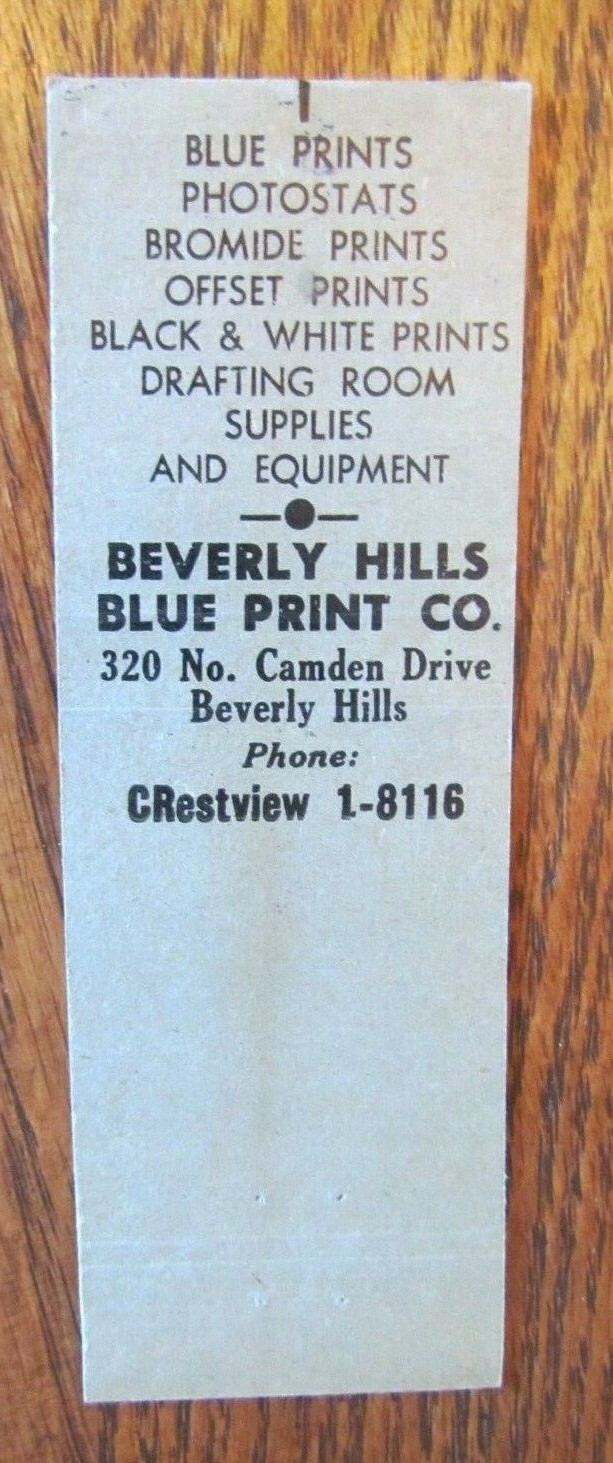 BLUE PRINTS
PHOTOSTATS
BROMIDE PRINTS
OFFSET PRINTS
BLACK & WHITE PRINTS
DRAFTING ROOM
SUPPLIES
AND EQUIPMENT
BEVERLY HILLS
BLUE PRINT CO.
320 No. Camden Drive
Beverly Hills
Phone:
CRestview 1-8116